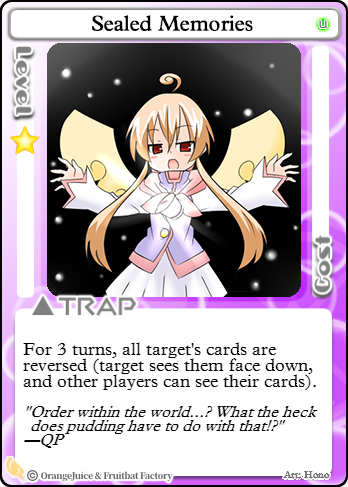 Sealed Memories
U
Level
Cost
TRAP
For 3 turns, all target's cards are
reversed (target sees them face down,
and other players can see their cards).
"Order within the world...? What the heck
does pudding have to do with that!?"
—QP
© OrangeJuice & Fruitbat Factory
Art: Hono